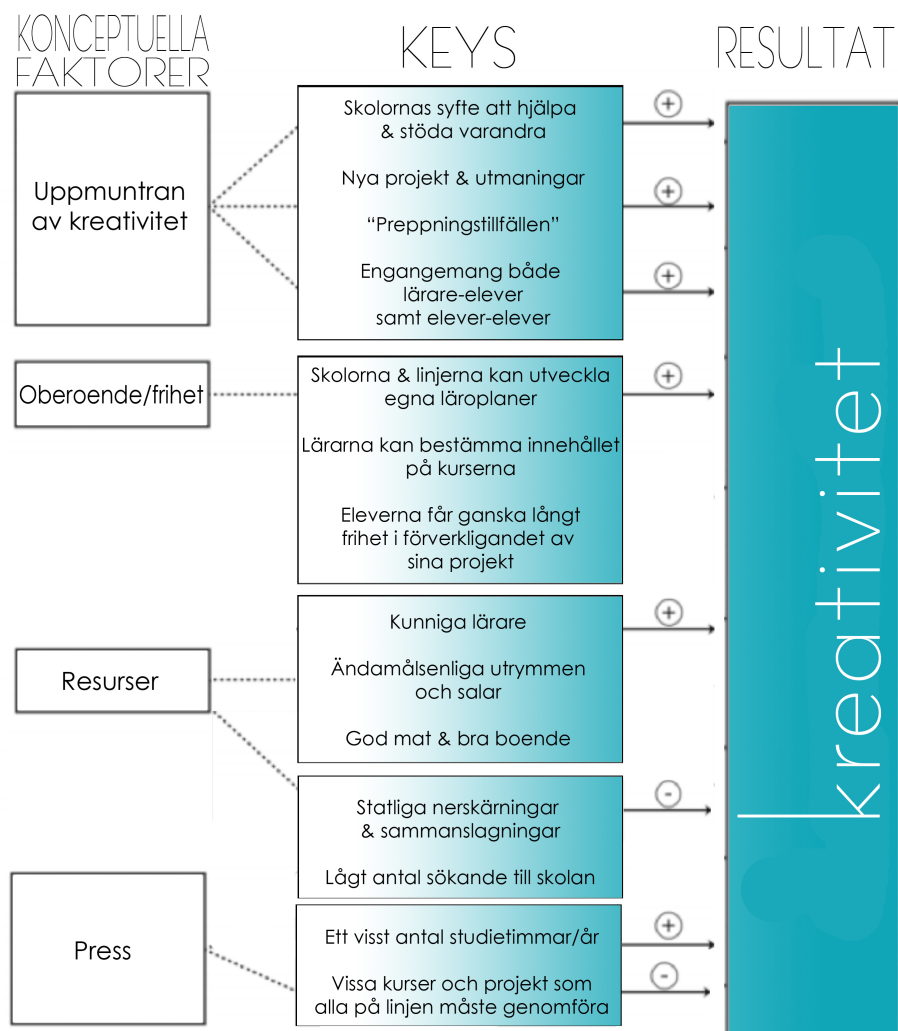 KONCEPTUELLA
FAKTORER
KEYS
RESULTAT
Uppmuntran
av kreativitet
Skolornas syfte att hjälpa
& stöda varandra
Nya projekt & utmaningar
“Preppningstillfällen”
Engangemang både
lärare-elever
samt elever-elever
+
+
+
Oberoende/frihet
Skolorna & linjerna kan utveckla
egna läroplaner
Lärarna kan bestämma innehållet
på kurserna
Eleverna får ganska långt
frihet i förverkligandet av
sina projekt
+
Resurser
Kunniga lärare
Ändamålsenliga utrymmen
och salar
God mat & bra boende
+
Statliga nerskärningar
& sammanslagningar
Lågt antal sökande till skolan
-
Press
Ett visst antal studietimmar/år
Vissa kurser och projekt som
alla på linjen måste genomföra
+
-
kreativitet